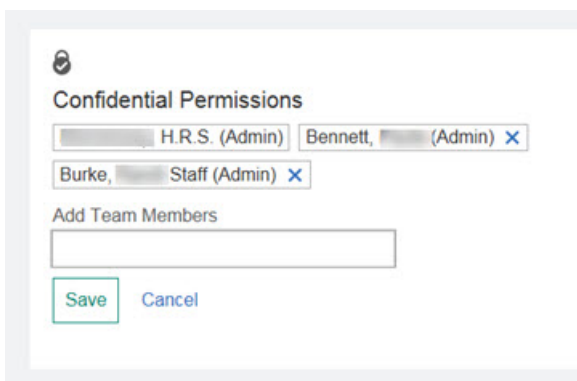 Confidential Permissions
H.R.S. (Admin) Bennett, (Admin) ×
Burke, Staff (Admin) ×
Add Team Members
Save Cancel